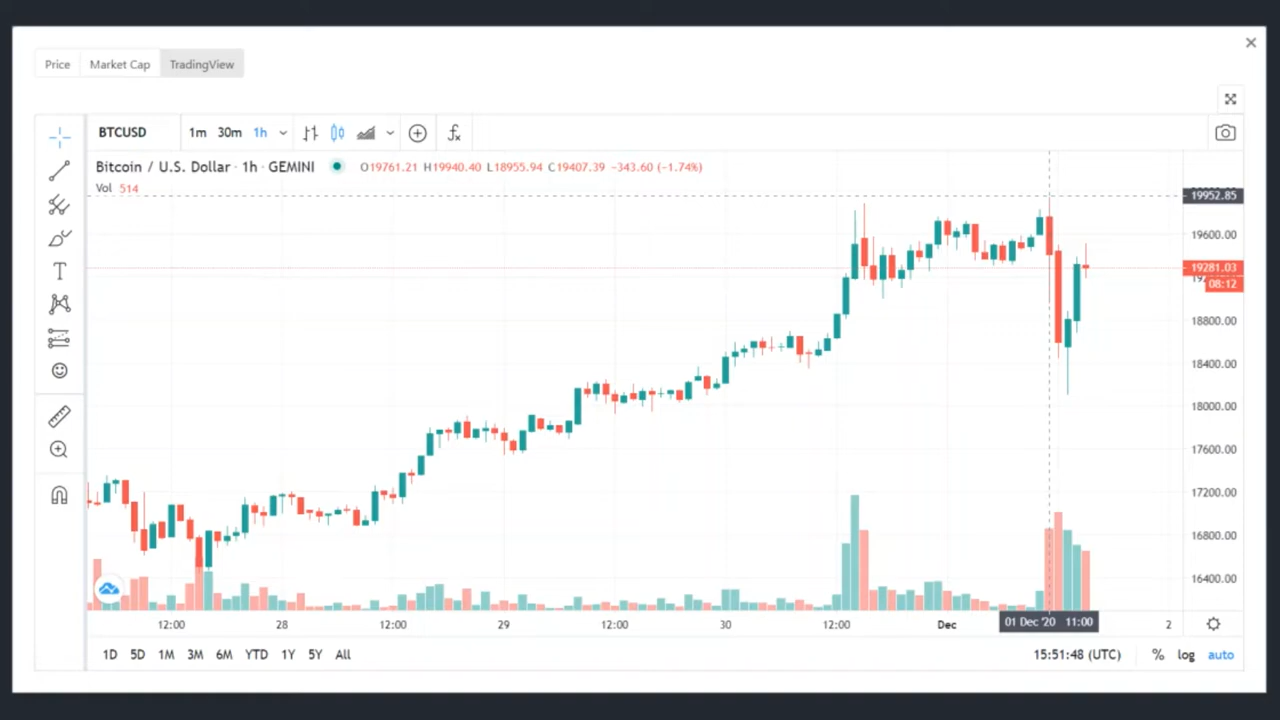 Price Market Cap TradingView
BTCUSD 1m 30m 1h
Bitcoin / U.S. Dollar · 1h · GEMINI O19761.21 H19940.40 L18955.94 C19407.39 -343.60 (-1.74%)
Vol 514
19952.85
19600.00
19281.03
08:12
18800.00
18400.00
18000.00
17600.00
17200.00
16800.00
16400.00
12:00 28 12:00 29 12:00 30 12:00 Dec 01 Dec '20 11:00 2
1D 5D 1M 3M 6M YTD 1Y 5Y All 15:51:48 (UTC) % log auto